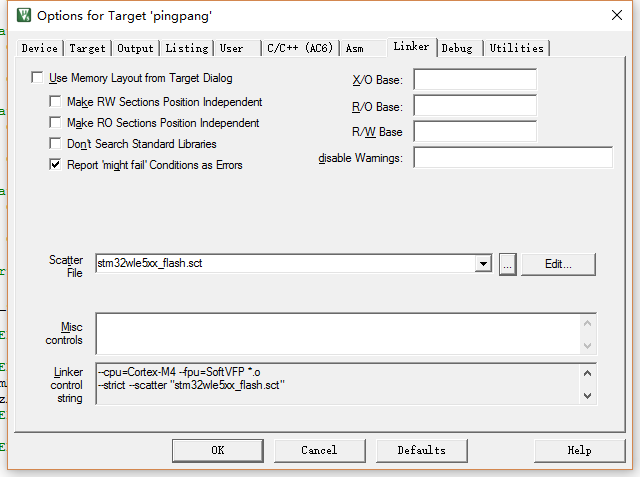 Options for Target 'pingpang'
Device Target Output Listing User C/C++ (AC6) Asm Linker Debug Utilities
Use Memory Layout from Target Dialog
Make RW Sections Position Independent
Make RO Sections Position Independent
Don't Search Standard Libraries
Report 'might fail' Conditions as Errors
X/O Base:
R/O Base:
R/W Base
disable Warnings:
Scatter
File
stm32wle5xx_flash.sct
...
Edit...
Misc
controls
Linker
control
string
--cpu=Cortex-M4 --fpu=SoftVFP *.o
--strict --scatter "stm32wle5xx_flash.sct"
OK Cancel Defaults Help